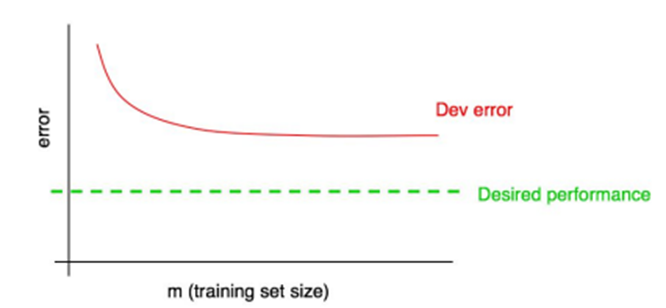 error
Dev error
Desired performance
m (training set size)